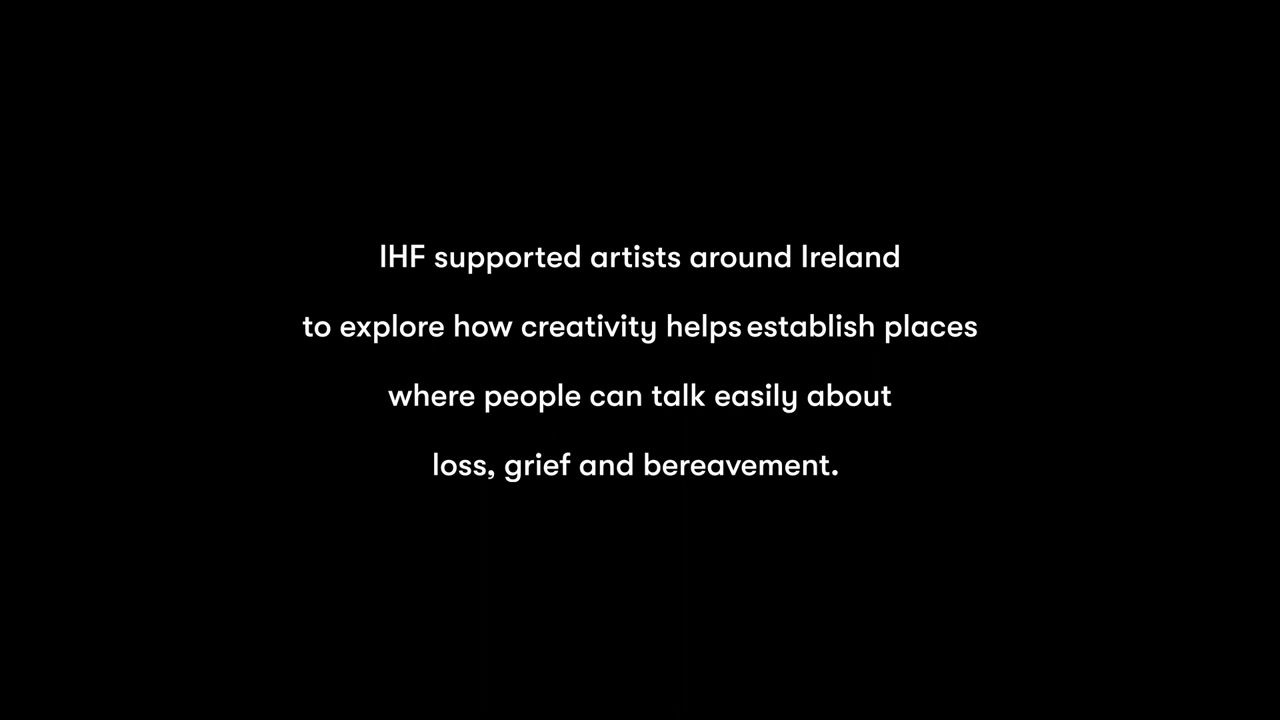 IHF supported artists around Ireland
to explore how creativity helps establish places
where people can talk easily about
loss, grief and bereavement.